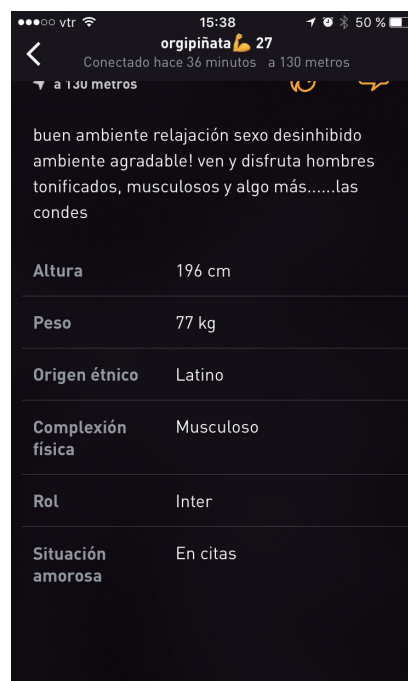 vtr 15:38 50 %
orgipiñata💪 27
Conectado hace 36 minutos a 130 metros
a 130 metros
buen ambiente relajación sexo desinhibido
ambiente agradable! ven y disfruta hombres
tonificados, musculosos y algo más......las
condes
Altura 196 cm
Peso 77 kg
Origen étnico Latino
Complexión Musculoso
física
Rol Inter
Situación En citas
amorosa